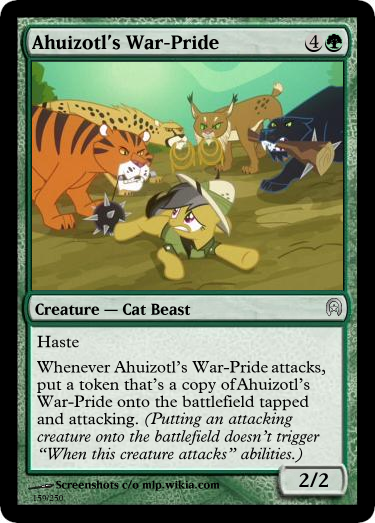 Ahuizotl's War-Pride 4
Creature — Cat Beast
Haste
Whenever Ahuizotl's War-Pride attacks,
put a token that's a copy of Ahuizotl's
War-Pride onto the battlefield tapped
and attacking. (Putting an attacking
creature onto the battlefield doesn't trigger
"When this creature attacks" abilities.)
2/2
Screenshots c/o mlp.wikia.com
159/250